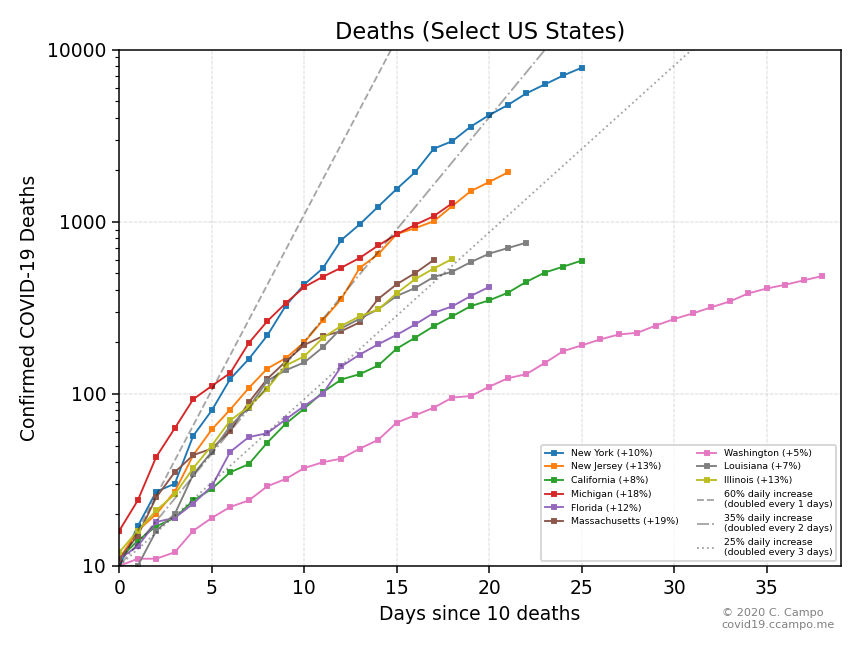 Deaths (Select US States)
Confirmed COVID-19 Deaths
10000
1000
100
10
0 5 10 15 20 25 30 35
Days since 10 deaths
New York (+10%)
New Jersey (+13%)
California (+8%)
Michigan (+18%)
Florida (+12%)
Massachusetts (+19%)
Washington (+5%)
Louisiana (+7%)
Illinois (+13%)
60% daily increase
(doubled every 1 days)
35% daily increase
(doubled every 2 days)
25% daily increase
(doubled every 3 days)
© 2020 C. Campo
covid19.ccampo.me